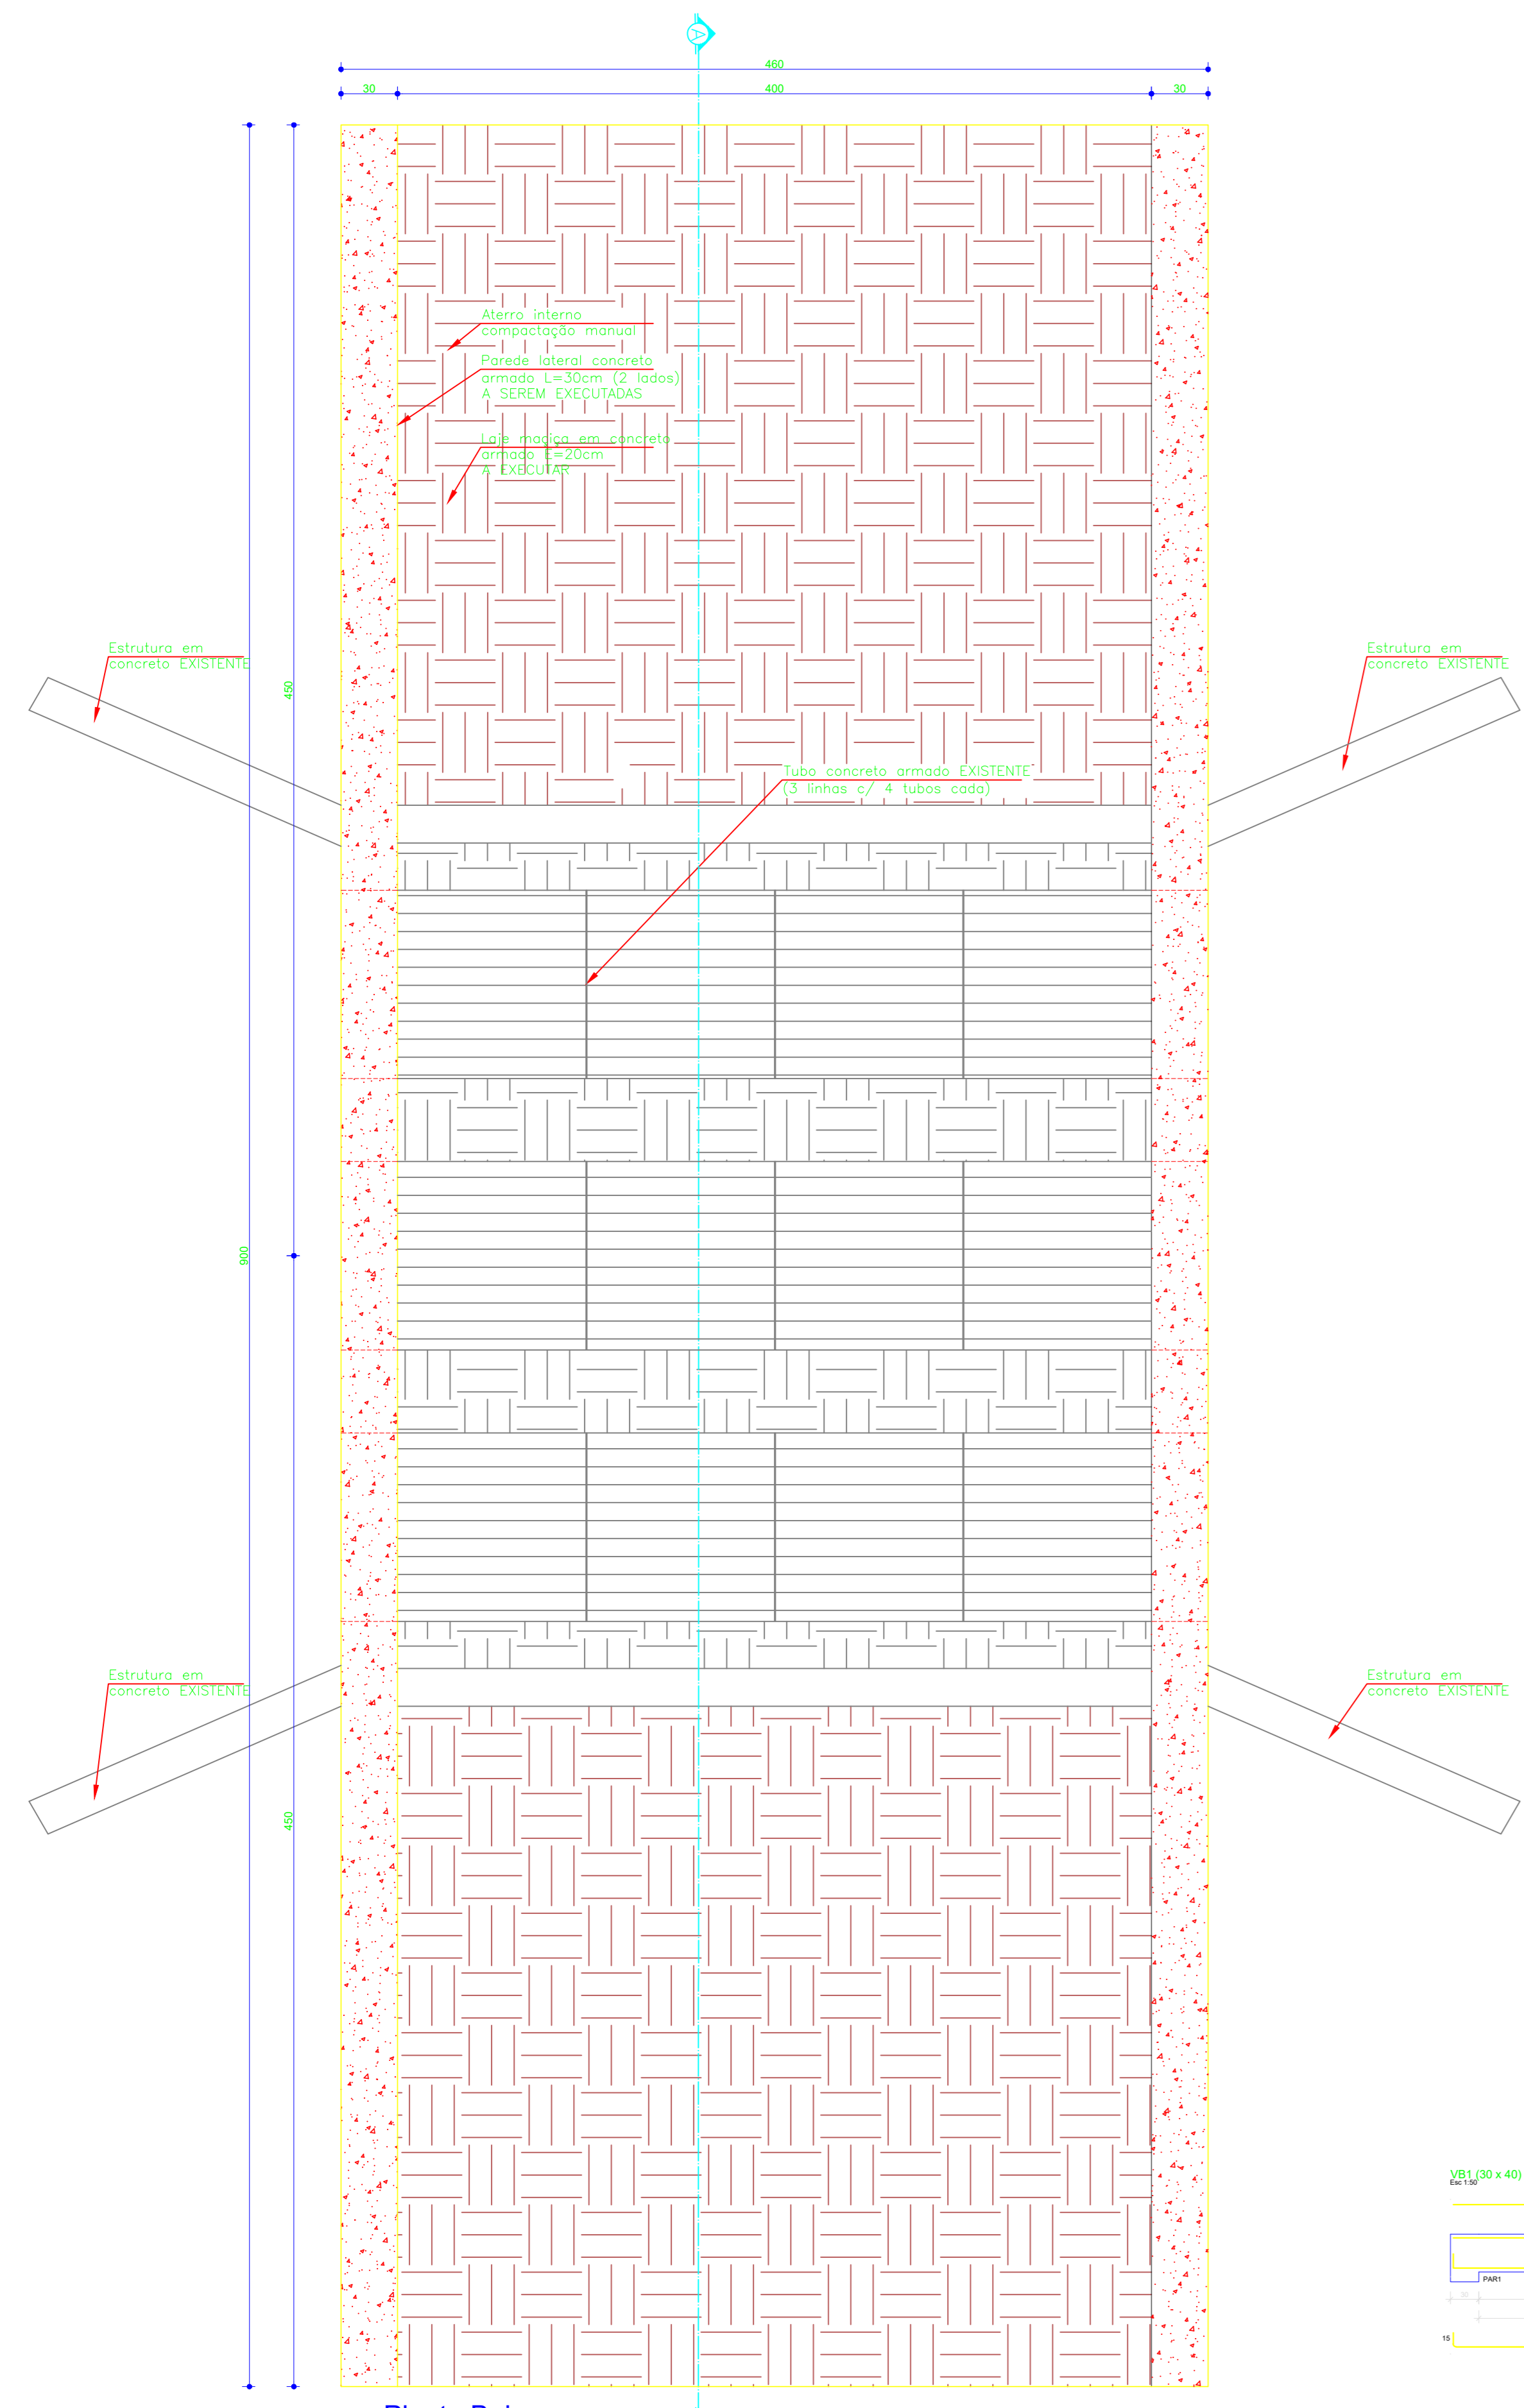 A
460
30
400
30
Aterro interno
compactação manual
Parede lateral concreto
armado L=30cm (2 lados)
A SEREM EXECUTADAS
Laje maciça em concreto
armado E=20cm
A EXECUTAR
Estrutura em
concreto EXISTENTE
Estrutura em
concreto EXISTENTE
450
Tubo concreto armado EXISTENTE
(3 linhas c/ 4 tubos cada)
900
Estrutura em
concreto EXISTENTE
Estrutura em
concreto EXISTENTE
450
VB1 (30 x 40)
Esc 1:50
PAR1
15